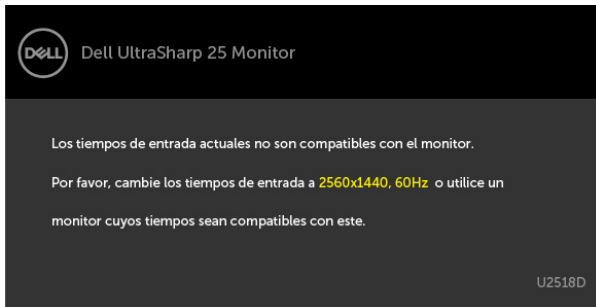 DELL
Dell UltraSharp 25 Monitor
Los tiempos de entrada actuales no son compatibles con el monitor.
Por favor, cambie los tiempos de entrada a 2560x1440, 60Hz o utilice un
monitor cuyos tiempos sean compatibles con este.
U2518D